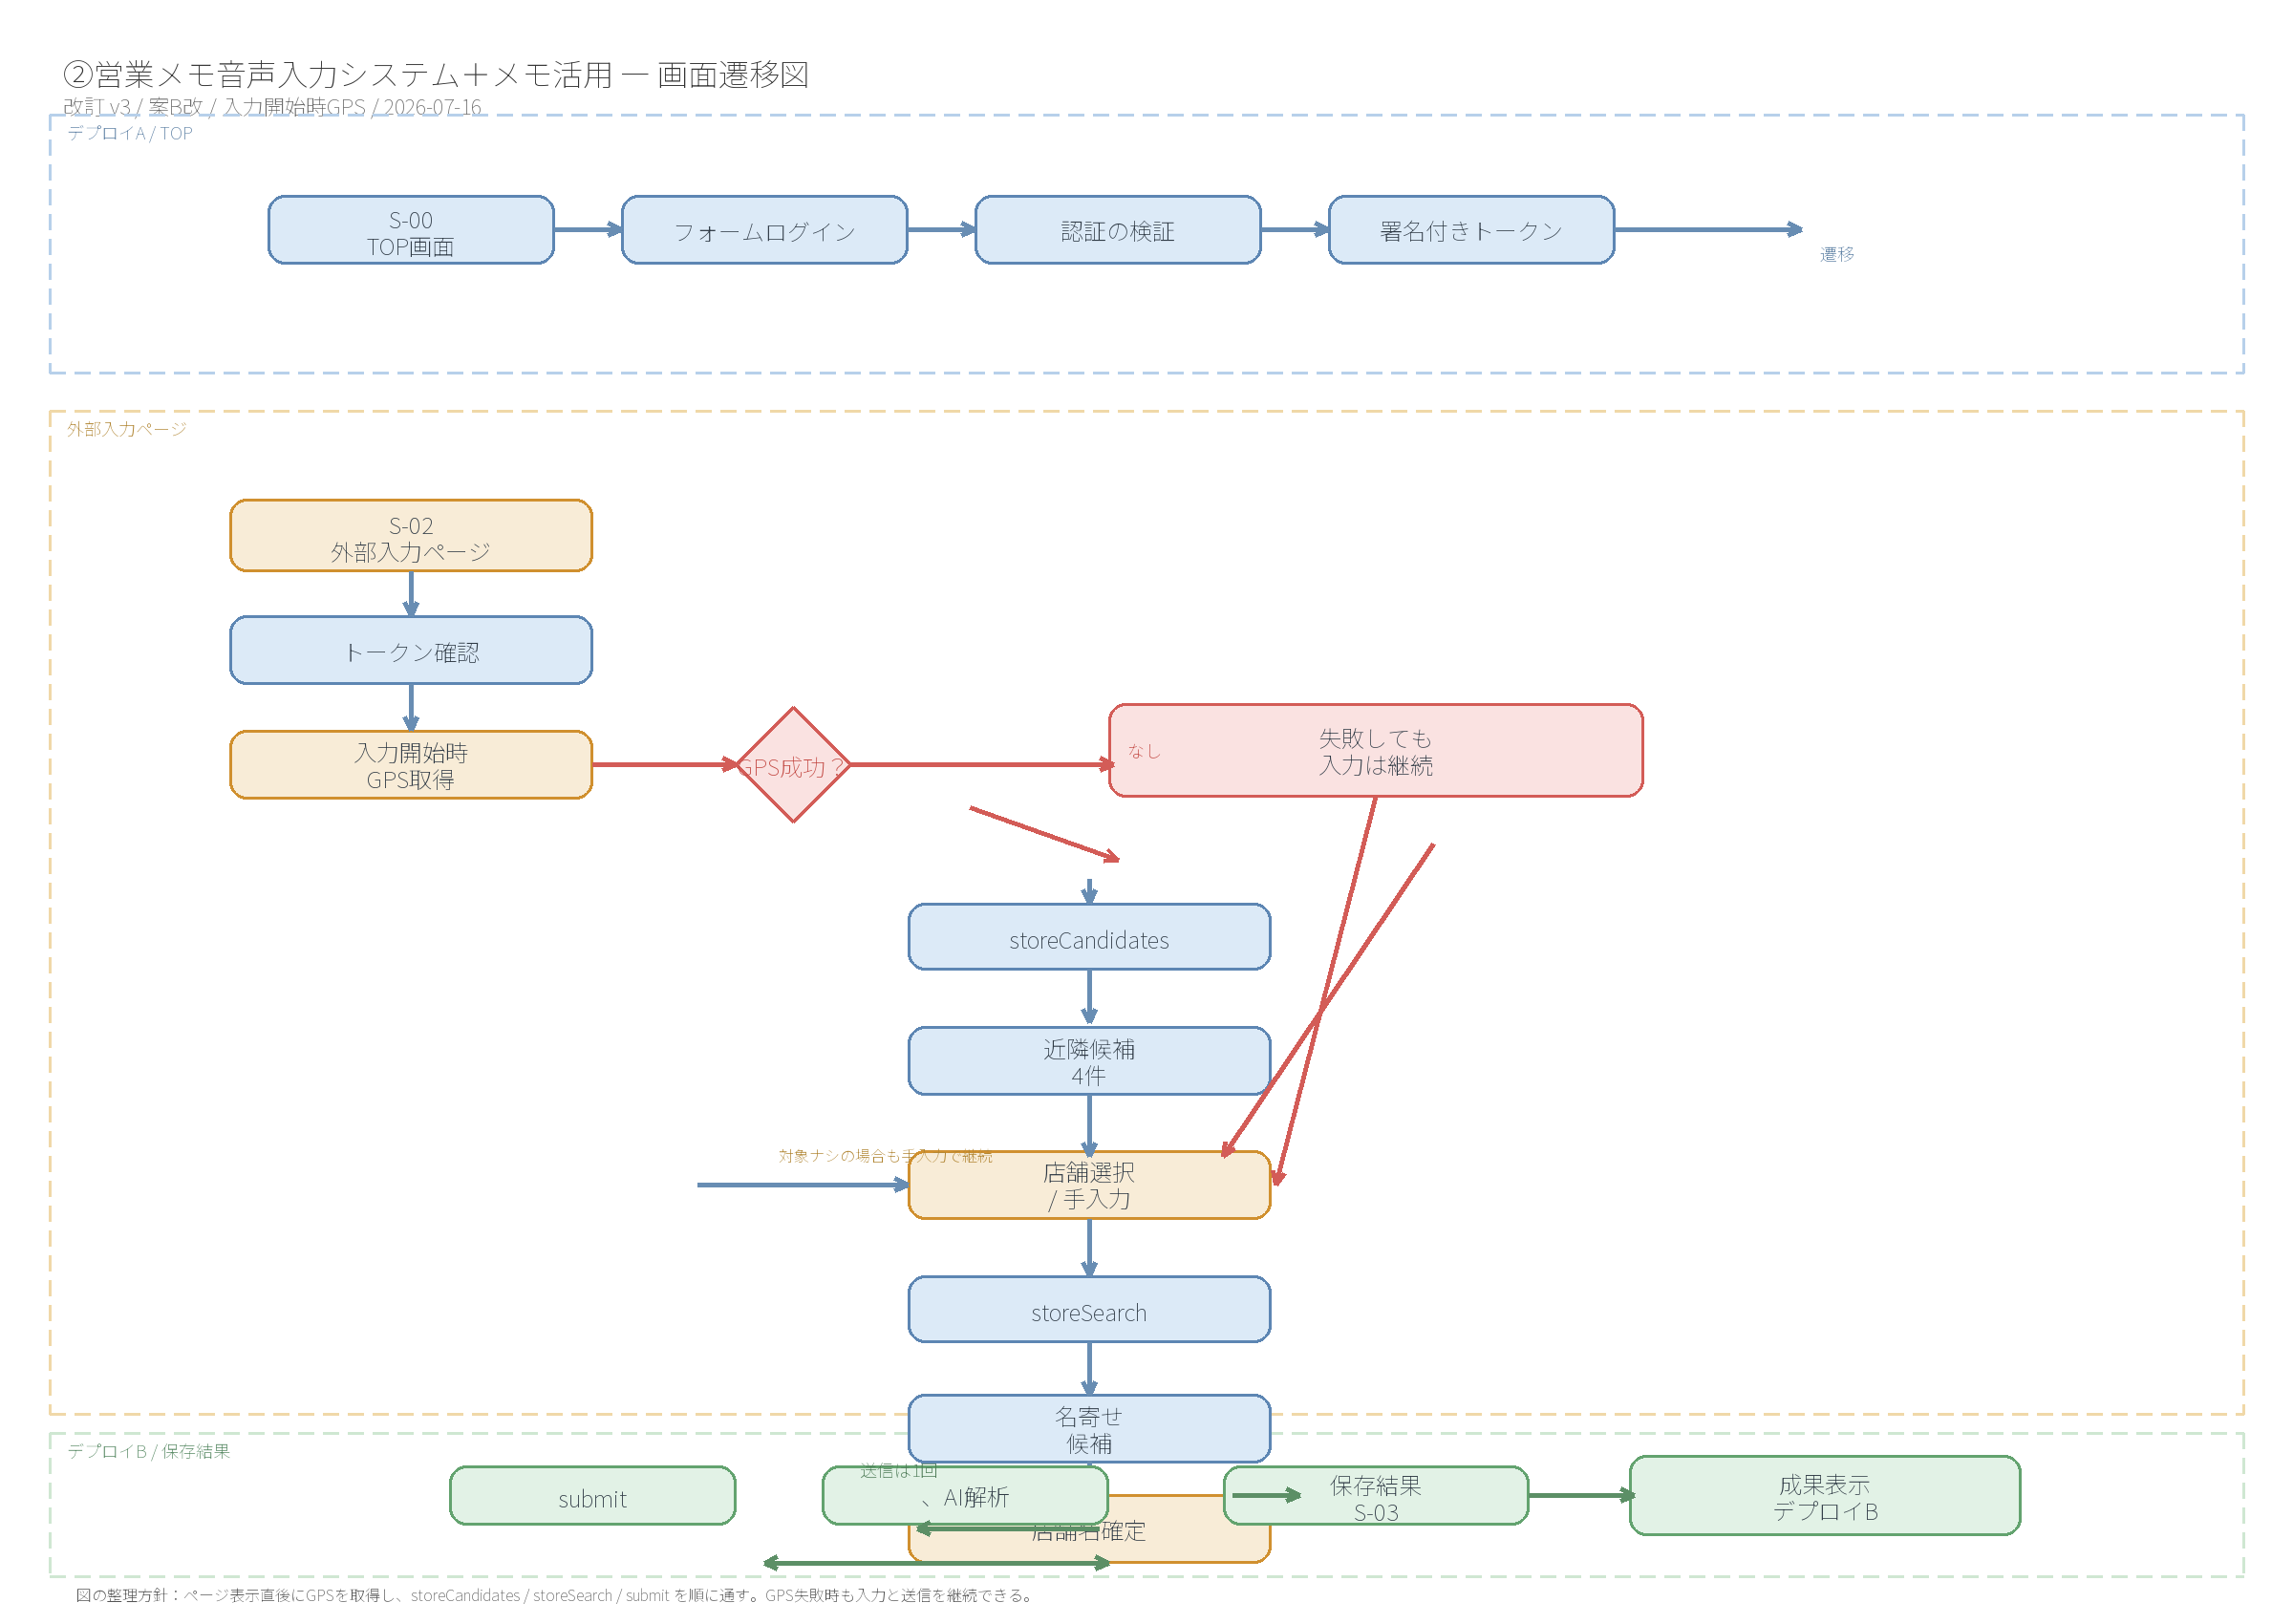 ②営業メモ音声入力システム＋メモ活用 — 画面遷移図
改訂 v3 / 案B改 / 入力開始時GPS / 2026-07-16
デプロイA / TOP
S-00
TOP画面
フォームログイン
認証の検証
署名付きトークン
遷移
外部入力ページ
S-02
外部入力ページ
トークン確認
入力開始時
GPS取得
GPS成功？
なし
失敗しても
入力は継続
storeCandidates
近隣候補
4件
対象ナシの場合も手入力で継続
店舗選択
/ 手入力
storeSearch
名寄せ
候補
デプロイB / 保存結果
submit
送信は1回
、AI解析
保存結果
S-03
成果表示
デプロイB
店舗名確定
図の整理方針：ページ表示直後にGPSを取得し、storeCandidates / storeSearch / submit を順に通す。GPS失敗時も入力と送信を継続できる。